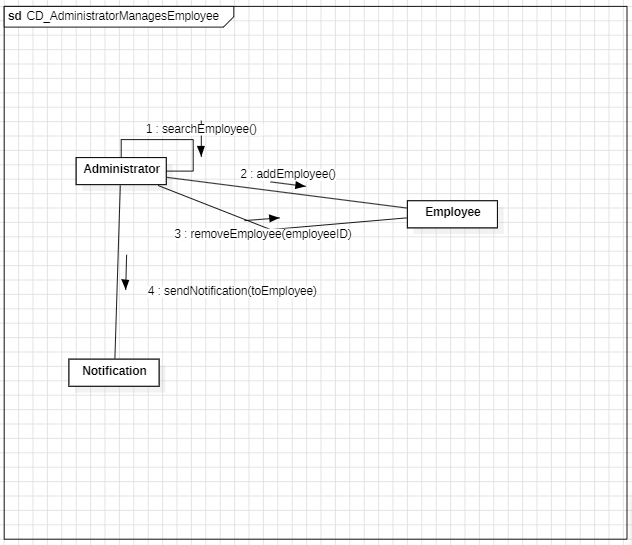 sd CD_AdministratorManagesEmployee
1 : searchEmployee()
Administrator
2 : addEmployee()
Employee
3 : removeEmployee(employeeID)
4 : sendNotification(toEmployee)
Notification